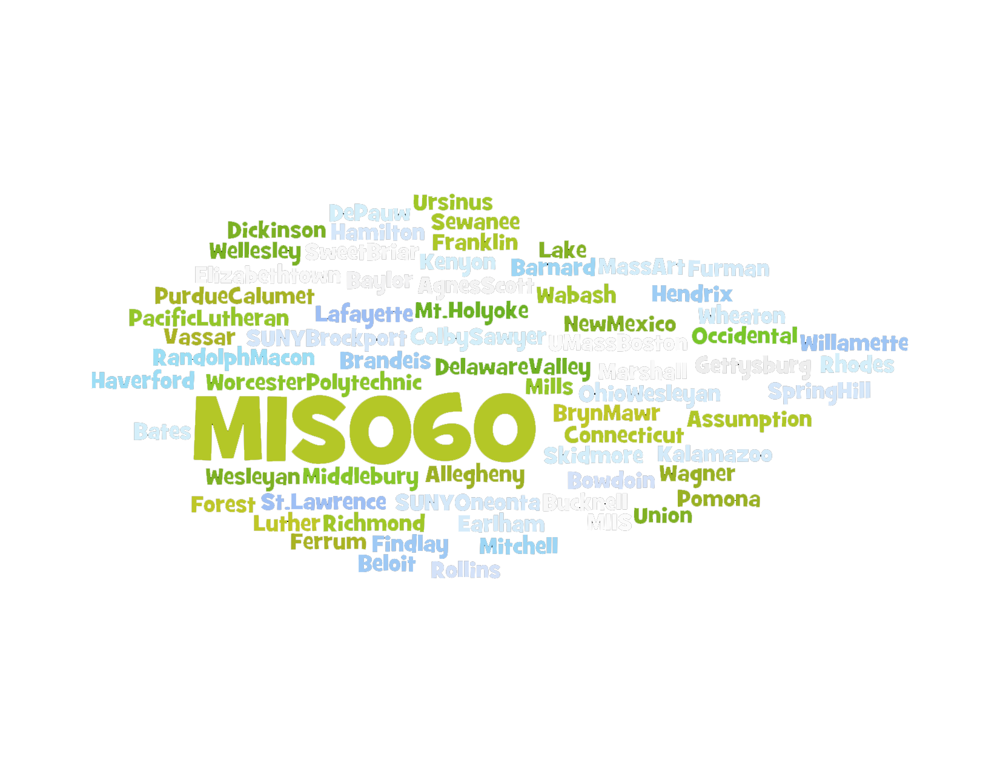 Ursinus
DePauw
Sewanee
Dickinson Hamilton
Franklin
Wellesley SweetBriar Lake
Kenyon Barnard MassArt Furman
Elizabethtown Baylor AgnesScott
PurdueCalumet Wabash Hendrix
PacificLutheran Lafayette Mt.Holyoke Wheaton
NewMexico
Vassar SUNYBrockport ColbySawyer UMassBoston Occidental Willamette
RandolphMacon Brandeis DelawareValley Marshall Gettysburg Rhodes
Haverford WorcesterPolytechnic Mills OhioWesleyan SpringHill
BrynMawr Assumption
Bates MISO60 Connecticut
Skidmore Kalamazoo
Wesleyan Middlebury Allegheny Bowdoin Wagner
Forest St.Lawrence SUNYOneonta Bucknell Pomona
Luther Richmond Earlham MIIS Union
Ferrum Findlay Mitchell
Beloit Rollins